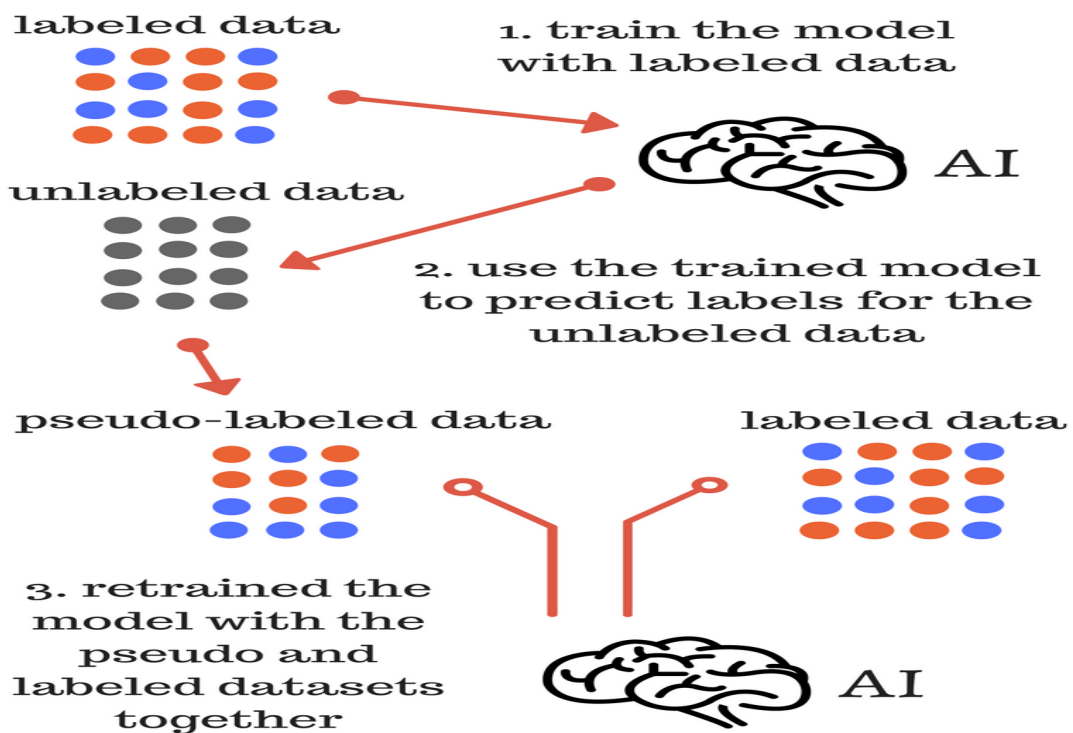 labeled data
1. train the model
with labeled data
AI
unlabeled data
2. use the trained model
to predict labels for the
unlabeled data
pseudo-labeled data
labeled data
3. retrained the
model with the
pseudo and
labeled datasets
together
AI